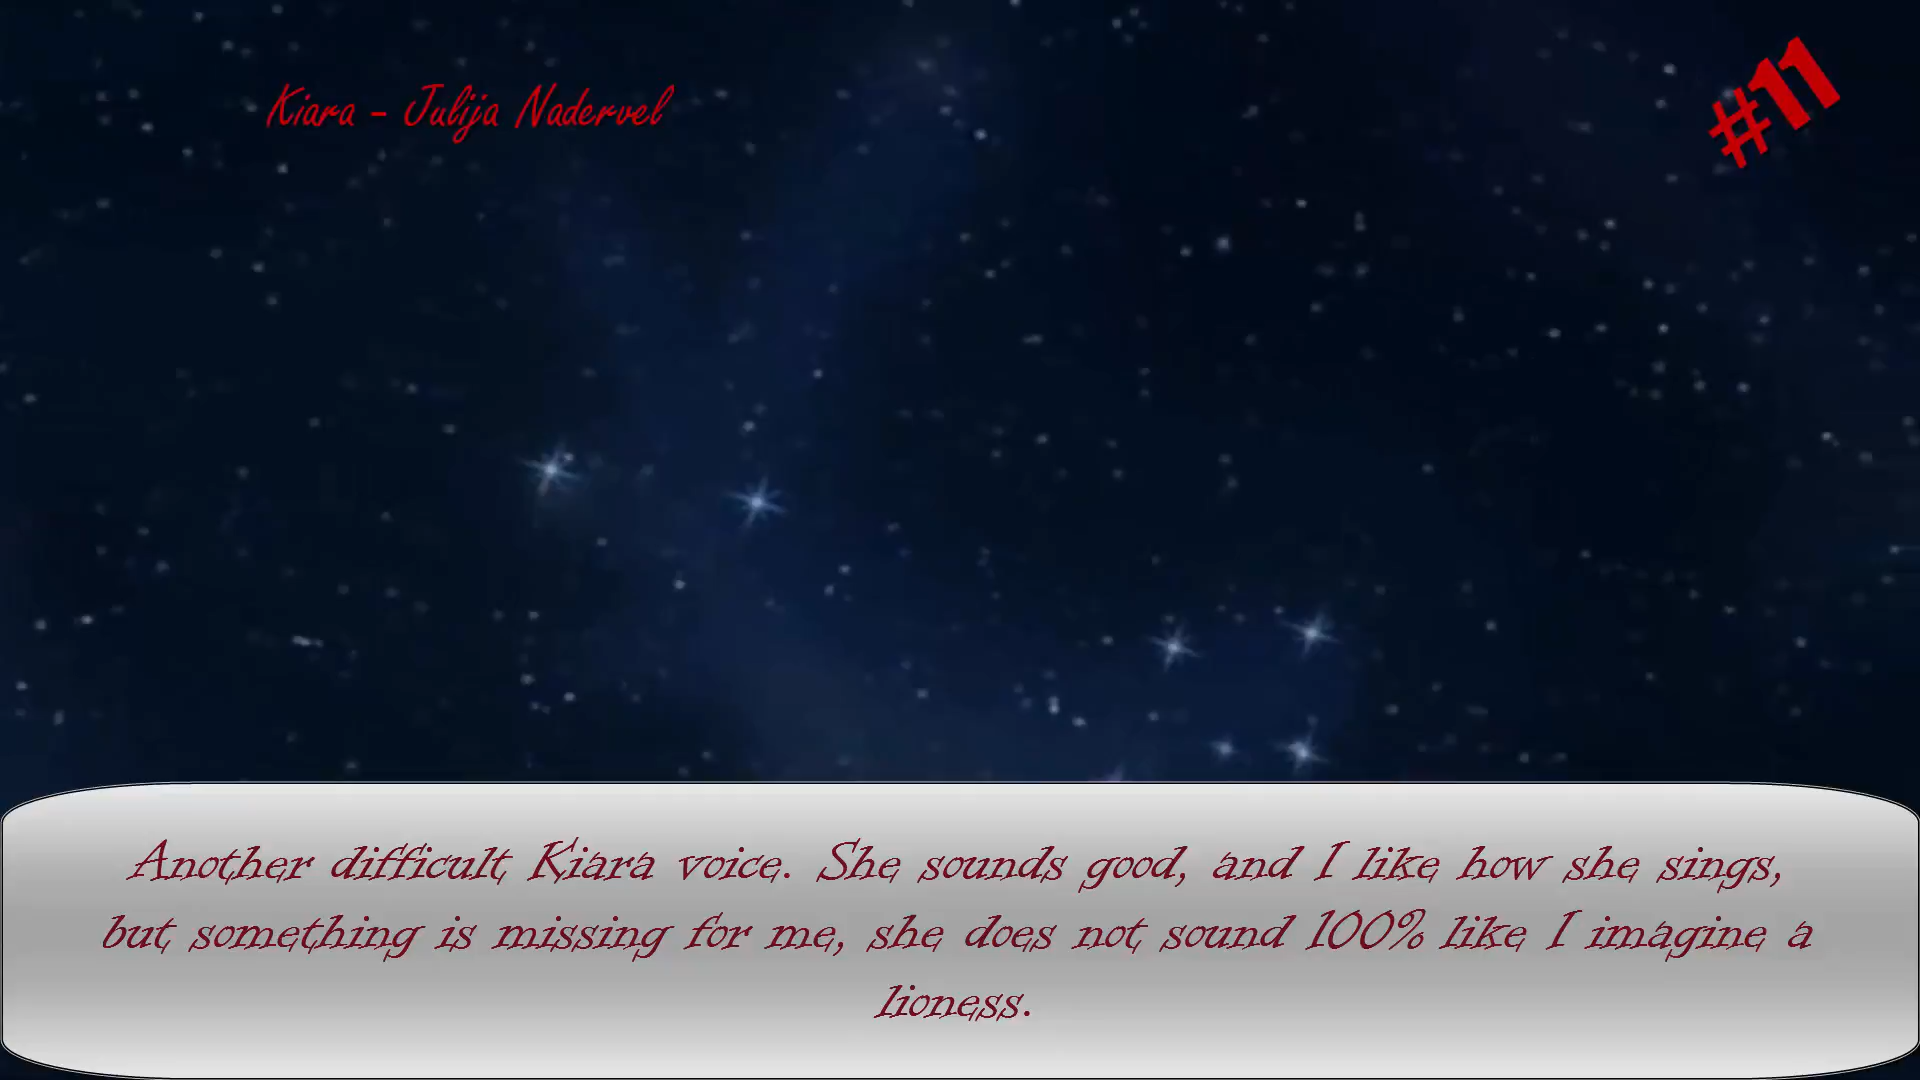 Kiara - Julija Nadervel
#11
Another difficult Kiara voice. She sounds good, and I like how she sings,
but something is missing for me, she does not sound 100% like I imagine a
lioness.